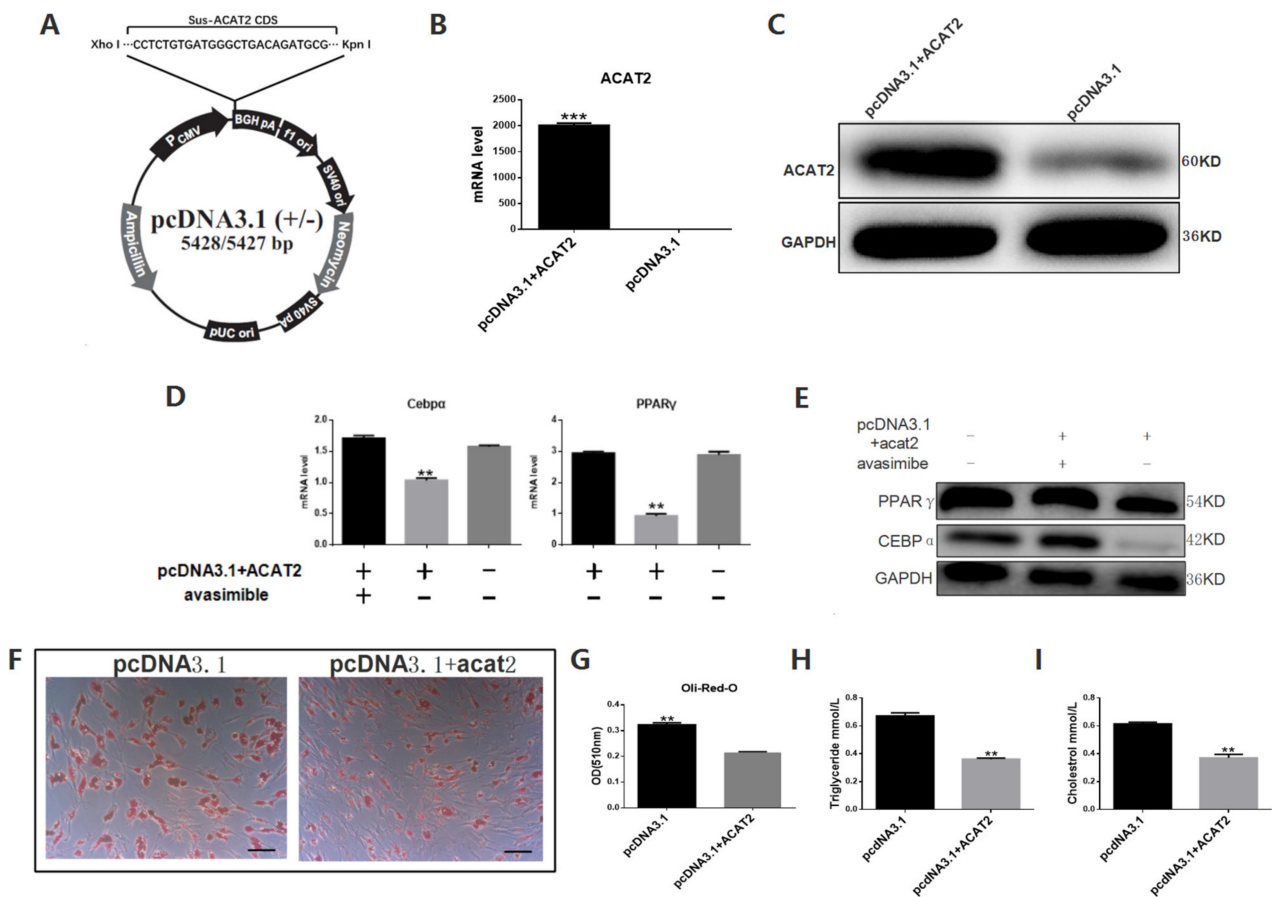 A
Sus-ACAT2 CDS
Xho I ···CCTCTGTGATGGGCTGACAGATGCG··· Kpn I
PCMV
BGH pA
f1 ori
SV40 ori
Neomycin
SV40 pA
pUC ori
Ampicillin
pcDNA3.1 (+/-)
5428/5427 bp
B
ACAT2
mRNA level
2500
2000
1500
1000
500
0
***
pcDNA3.1+ACAT2
pcDNA3.1
C
pcDNA3.1+ACAT2
pcDNA3.1
ACAT2
60KD
GAPDH
36KD
D
Cebpα
mRNA level
2.0
1.5
1.0
0.5
0.0
**
PPARγ
mRNA level
4
3
2
1
0
**
pcDNA3.1+ACAT2 + + − + + −
avasimible + − − − − −
E
pcDNA3.1
+acat2 − + +
avasimibe − + −
PPAR γ 54KD
CEBP α 42KD
GAPDH 36KD
F
pcDNA3.1
pcDNA3.1+acat2
G
Oli-Red-O
OD(510nm)
0.4
0.3
0.2
0.1
0.0
**
pcDNA3.1
pcDNA3.1+ACAT2
H
Triglyceride mmol/L
0.8
0.6
0.4
0.2
0.0
**
pcdNA3.1
pcdNA3.1+ACAT2
I
Cholestrol mmol/L
0.8
0.6
0.4
0.2
0.0
**
pcdNA3.1
pcdNA3.1+ACAT2